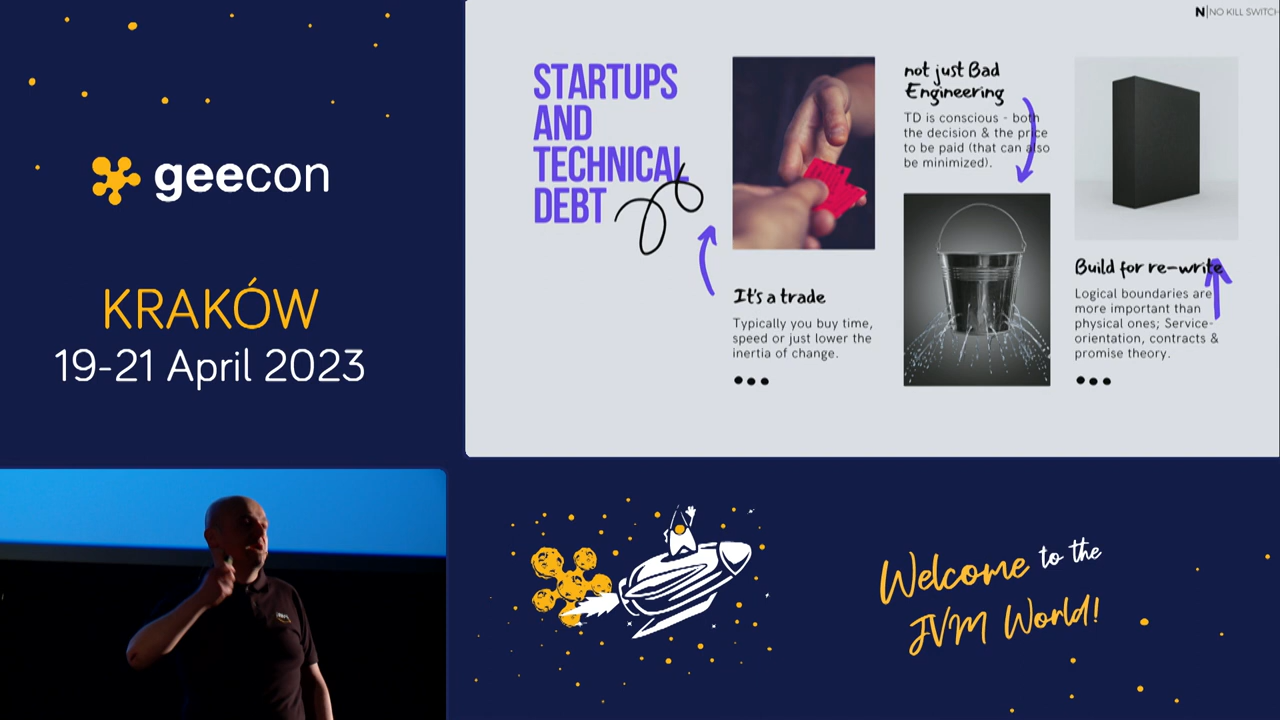 geecon
KRAKÓW
19-21 April 2023
N|NO KILL SWITCH
STARTUPS
AND
TECHNICAL
DEBT
It's a trade
Typically you buy time,
speed or just lower the
inertia of change.
not just Bad
Engineering
TD is conscious - both
the decision & the price
to be paid (that can also
be minimized).
Build for re-write
Logical boundaries are
more important than
physical ones; Service-
orientation, contracts &
promise theory.
Welcome to the
JVM World!